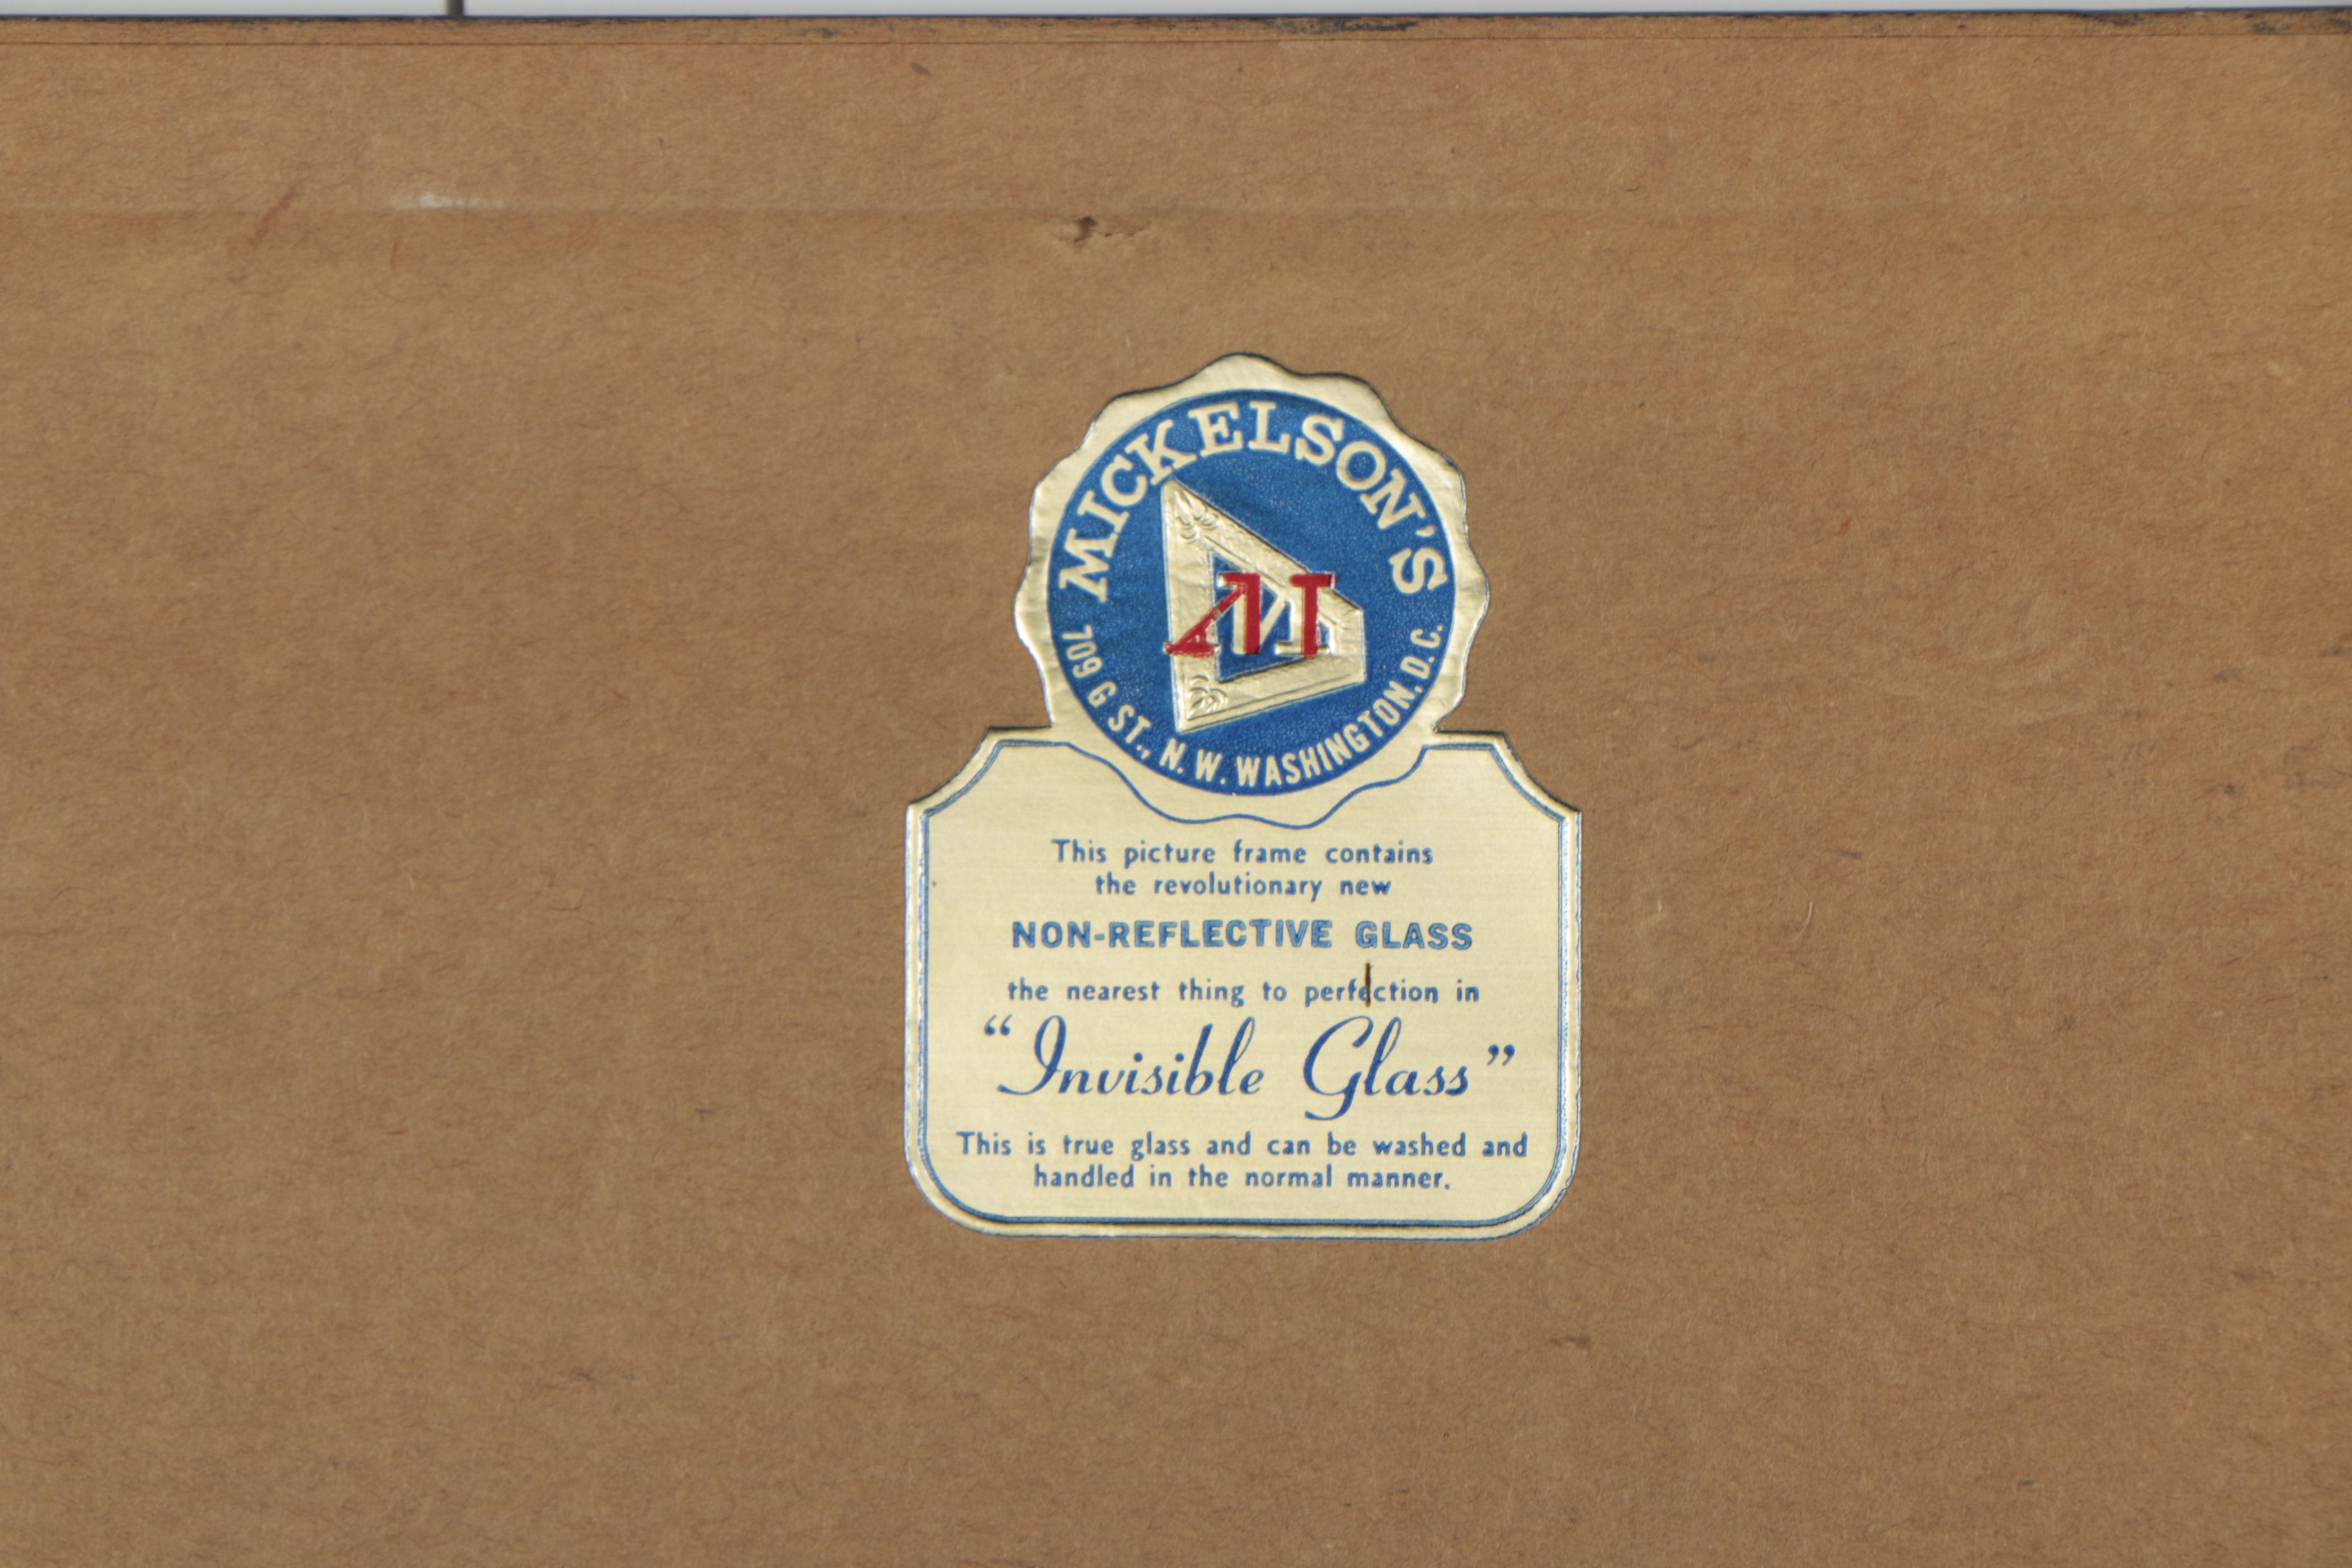 MICKELSON'S
M
709 G ST., N. W. WASHINGTON, D. C.
This picture frame contains
the revolutionary new
NON-REFLECTIVE GLASS
the nearest thing to perfection in
“Invisible Glass”
This is true glass and can be washed and
handled in the normal manner.